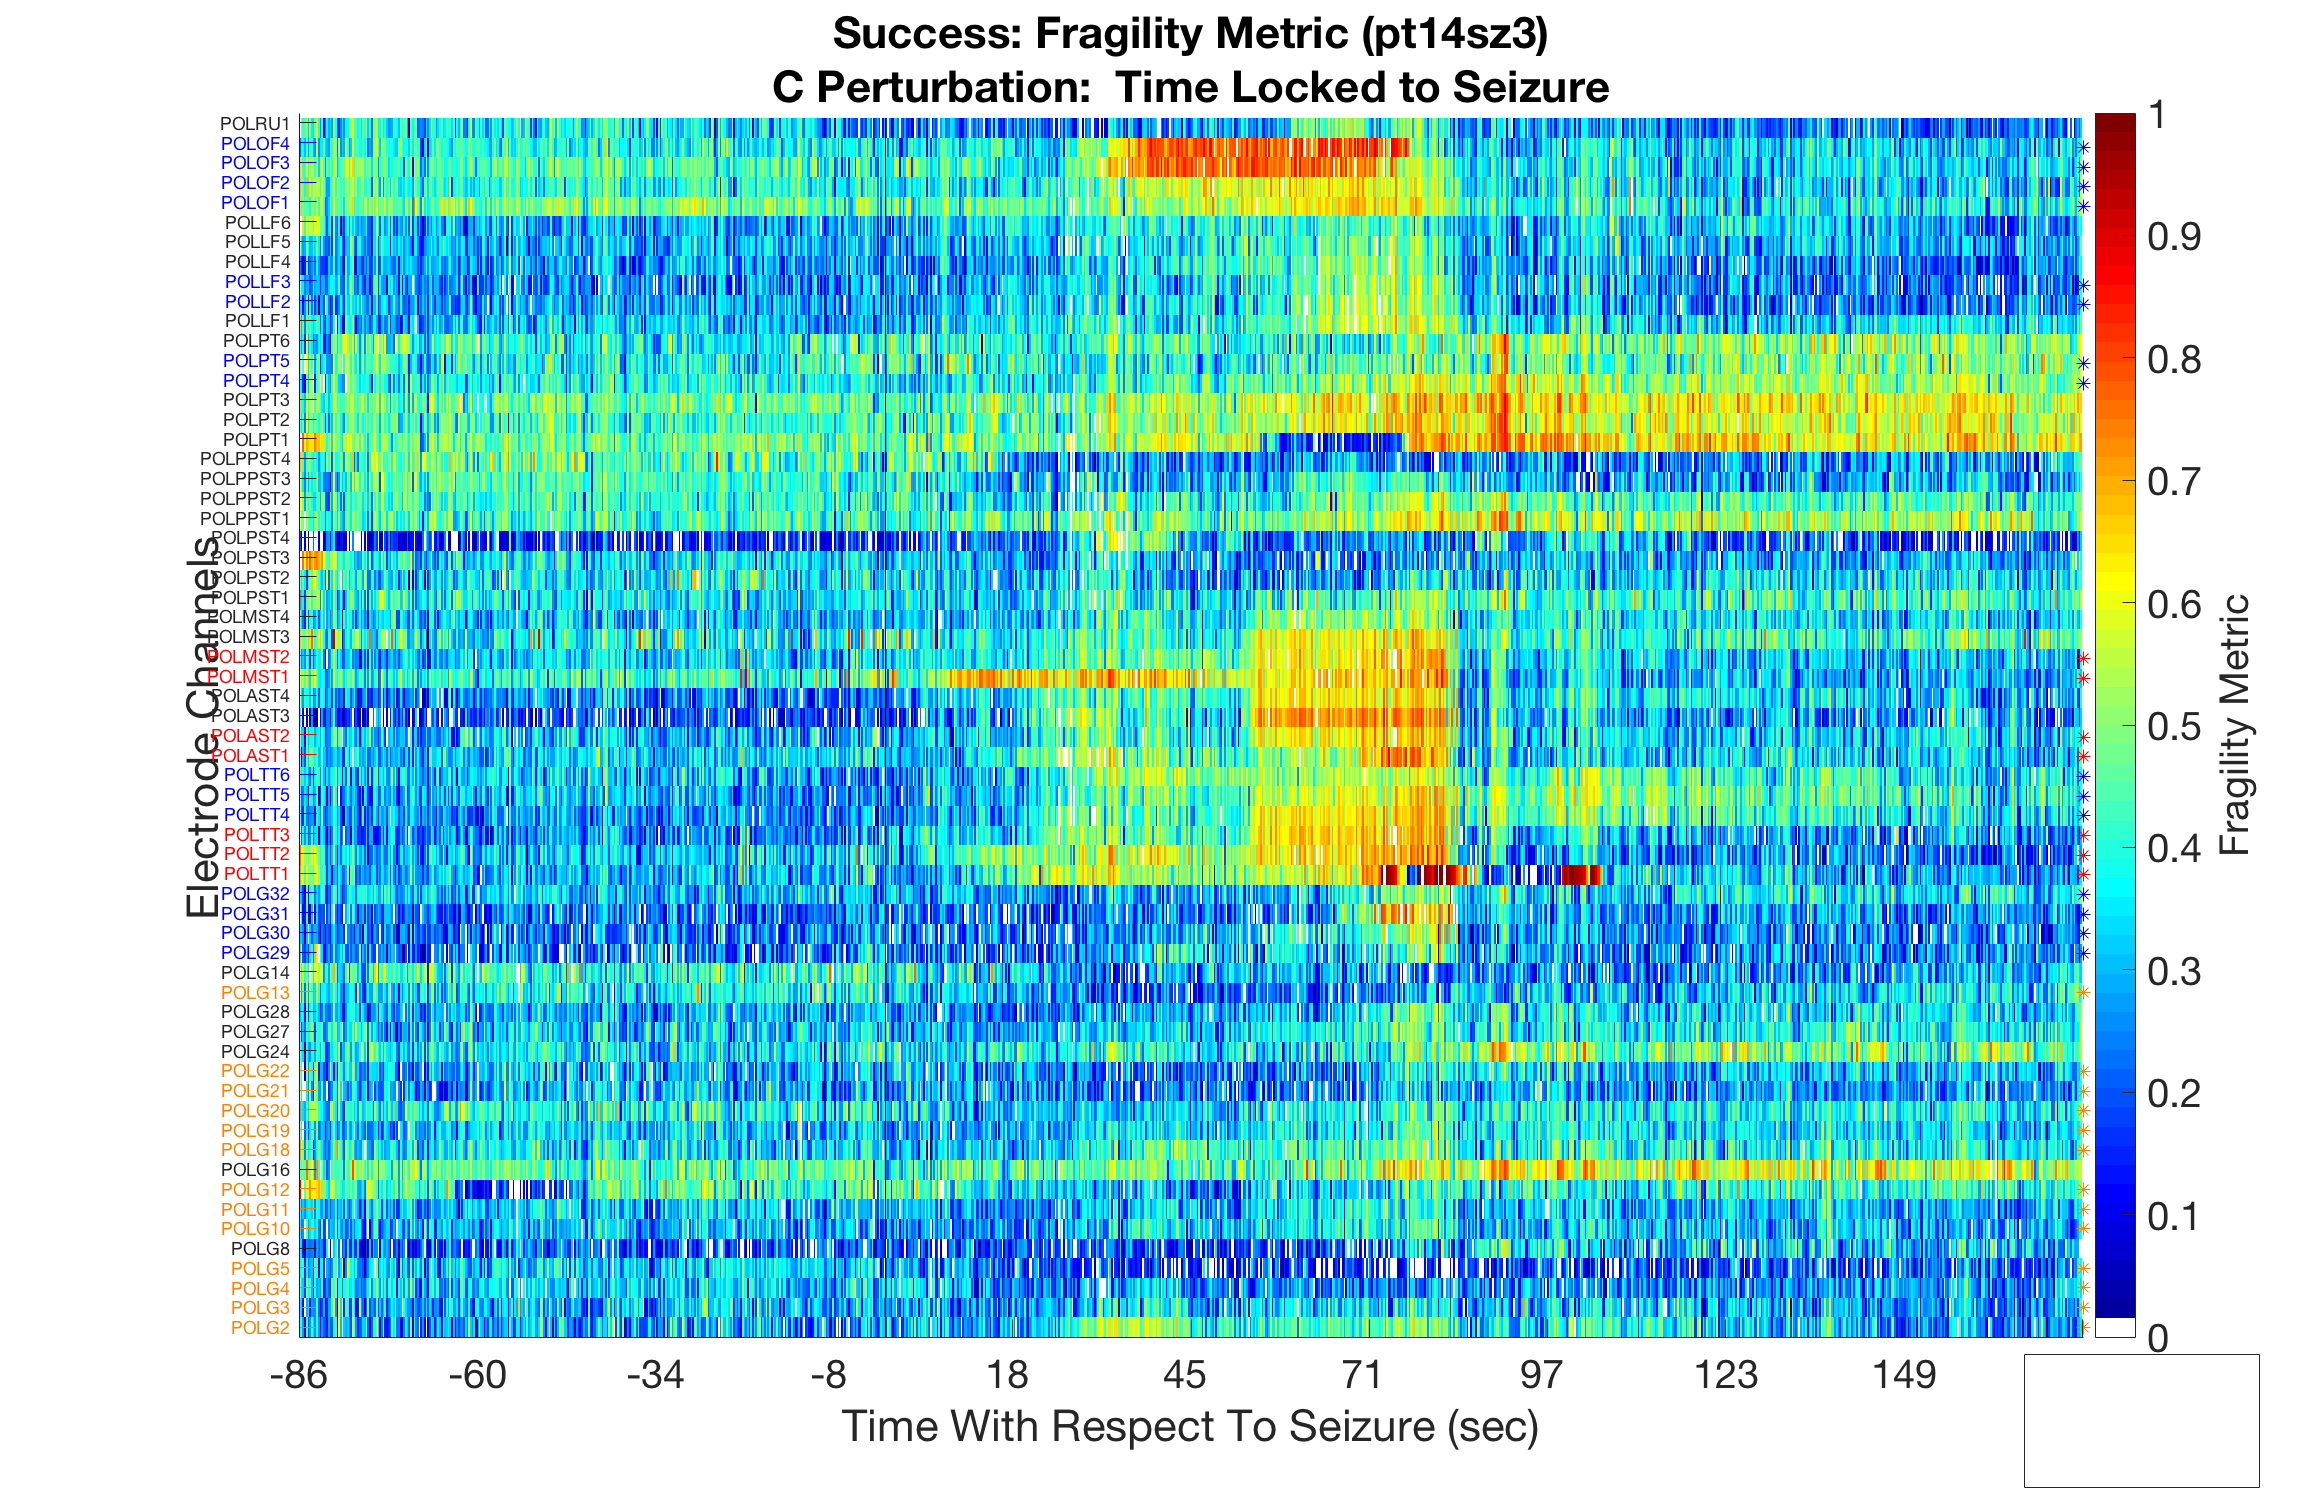 Success: Fragility Metric (pt14sz3)
C Perturbation:  Time Locked to Seizure
POLRU1
POLOF4
POLOF3
POLOF2
POLOF1
POLLF6
POLLF5
POLLF4
POLLF3
POLLF2
POLLF1
POLPT6
POLPT5
POLPT4
POLPT3
POLPT2
POLPT1
POLPPST4
POLPPST3
POLPPST2
POLPPST1
POLPST4
POLPST3
POLPST2
POLPST1
POLMST4
POLMST3
POLMST2
POLMST1
POLAST4
POLAST3
POLAST2
POLAST1
POLTT6
POLTT5
POLTT4
POLTT3
POLTT2
POLTT1
POLG32
POLG31
POLG30
POLG29
POLG14
POLG13
POLG28
POLG27
POLG24
POLG22
POLG21
POLG20
POLG19
POLG18
POLG16
POLG12
POLG11
POLG10
POLG8
POLG5
POLG4
POLG3
POLG2
Electrode Channels
-86 -60 -34 -8 18 45 71 97 123 149
Time With Respect To Seizure (sec)
1
0.9
0.8
0.7
0.6
0.5
0.4
0.3
0.2
0.1
0
Fragility Metric